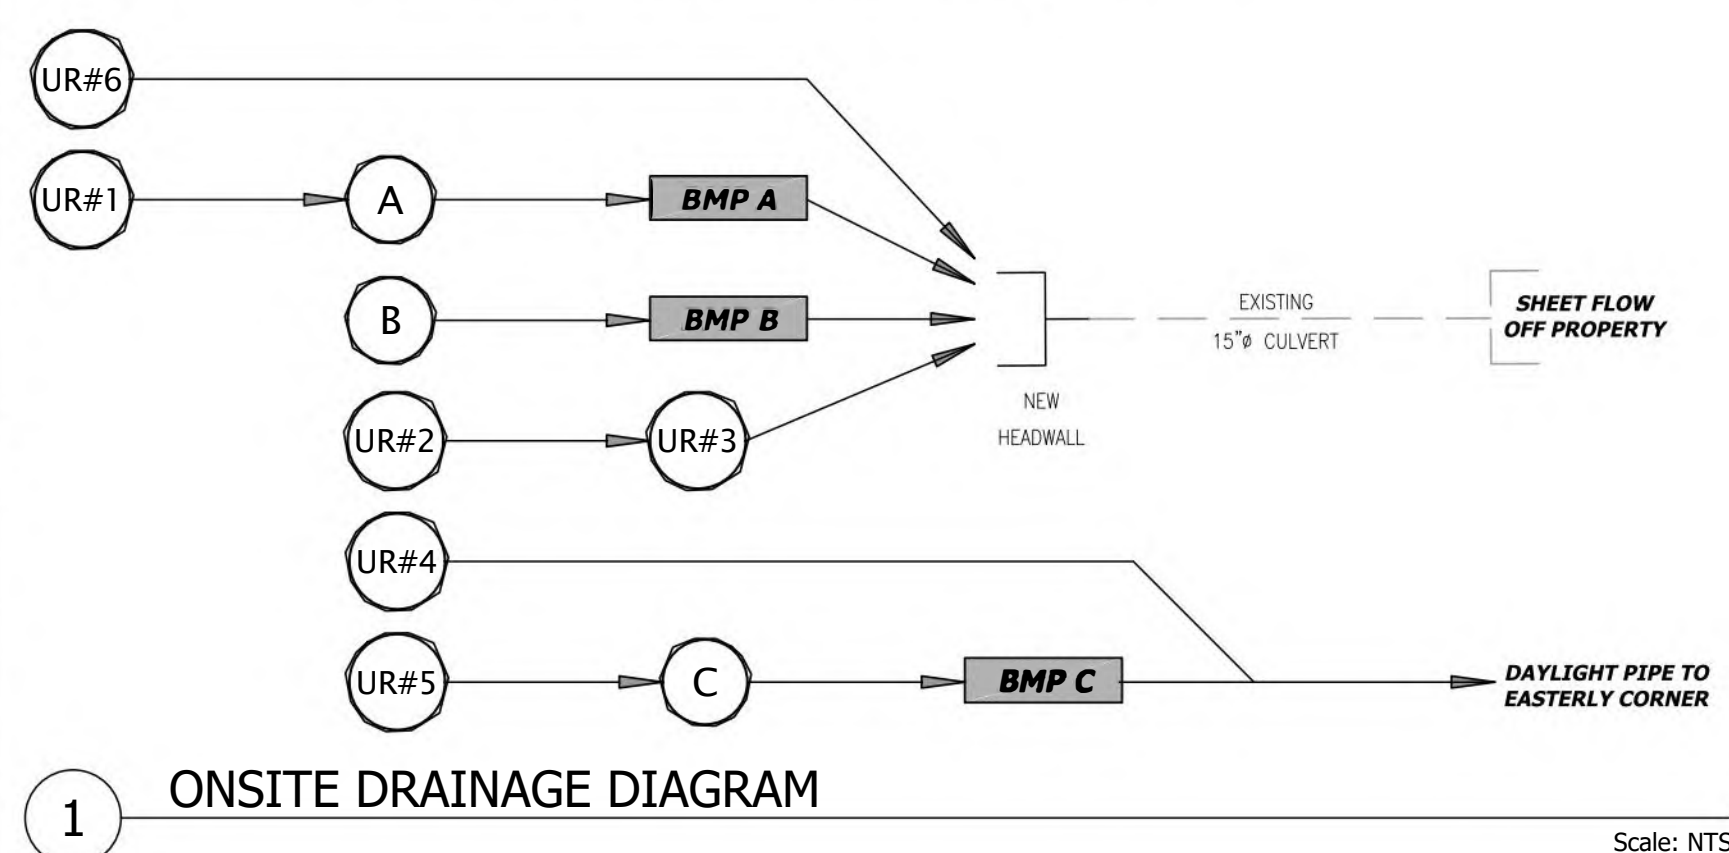 UR#6
UR#1
A
BMP A
B
BMP B
EXISTING
15"ø CULVERT
SHEET FLOW
OFF PROPERTY
NEW
HEADWALL
UR#2
UR#3
UR#4
UR#5
C
BMP C
DAYLIGHT PIPE TO
EASTERLY CORNER
1
ONSITE DRAINAGE DIAGRAM
Scale: NTS